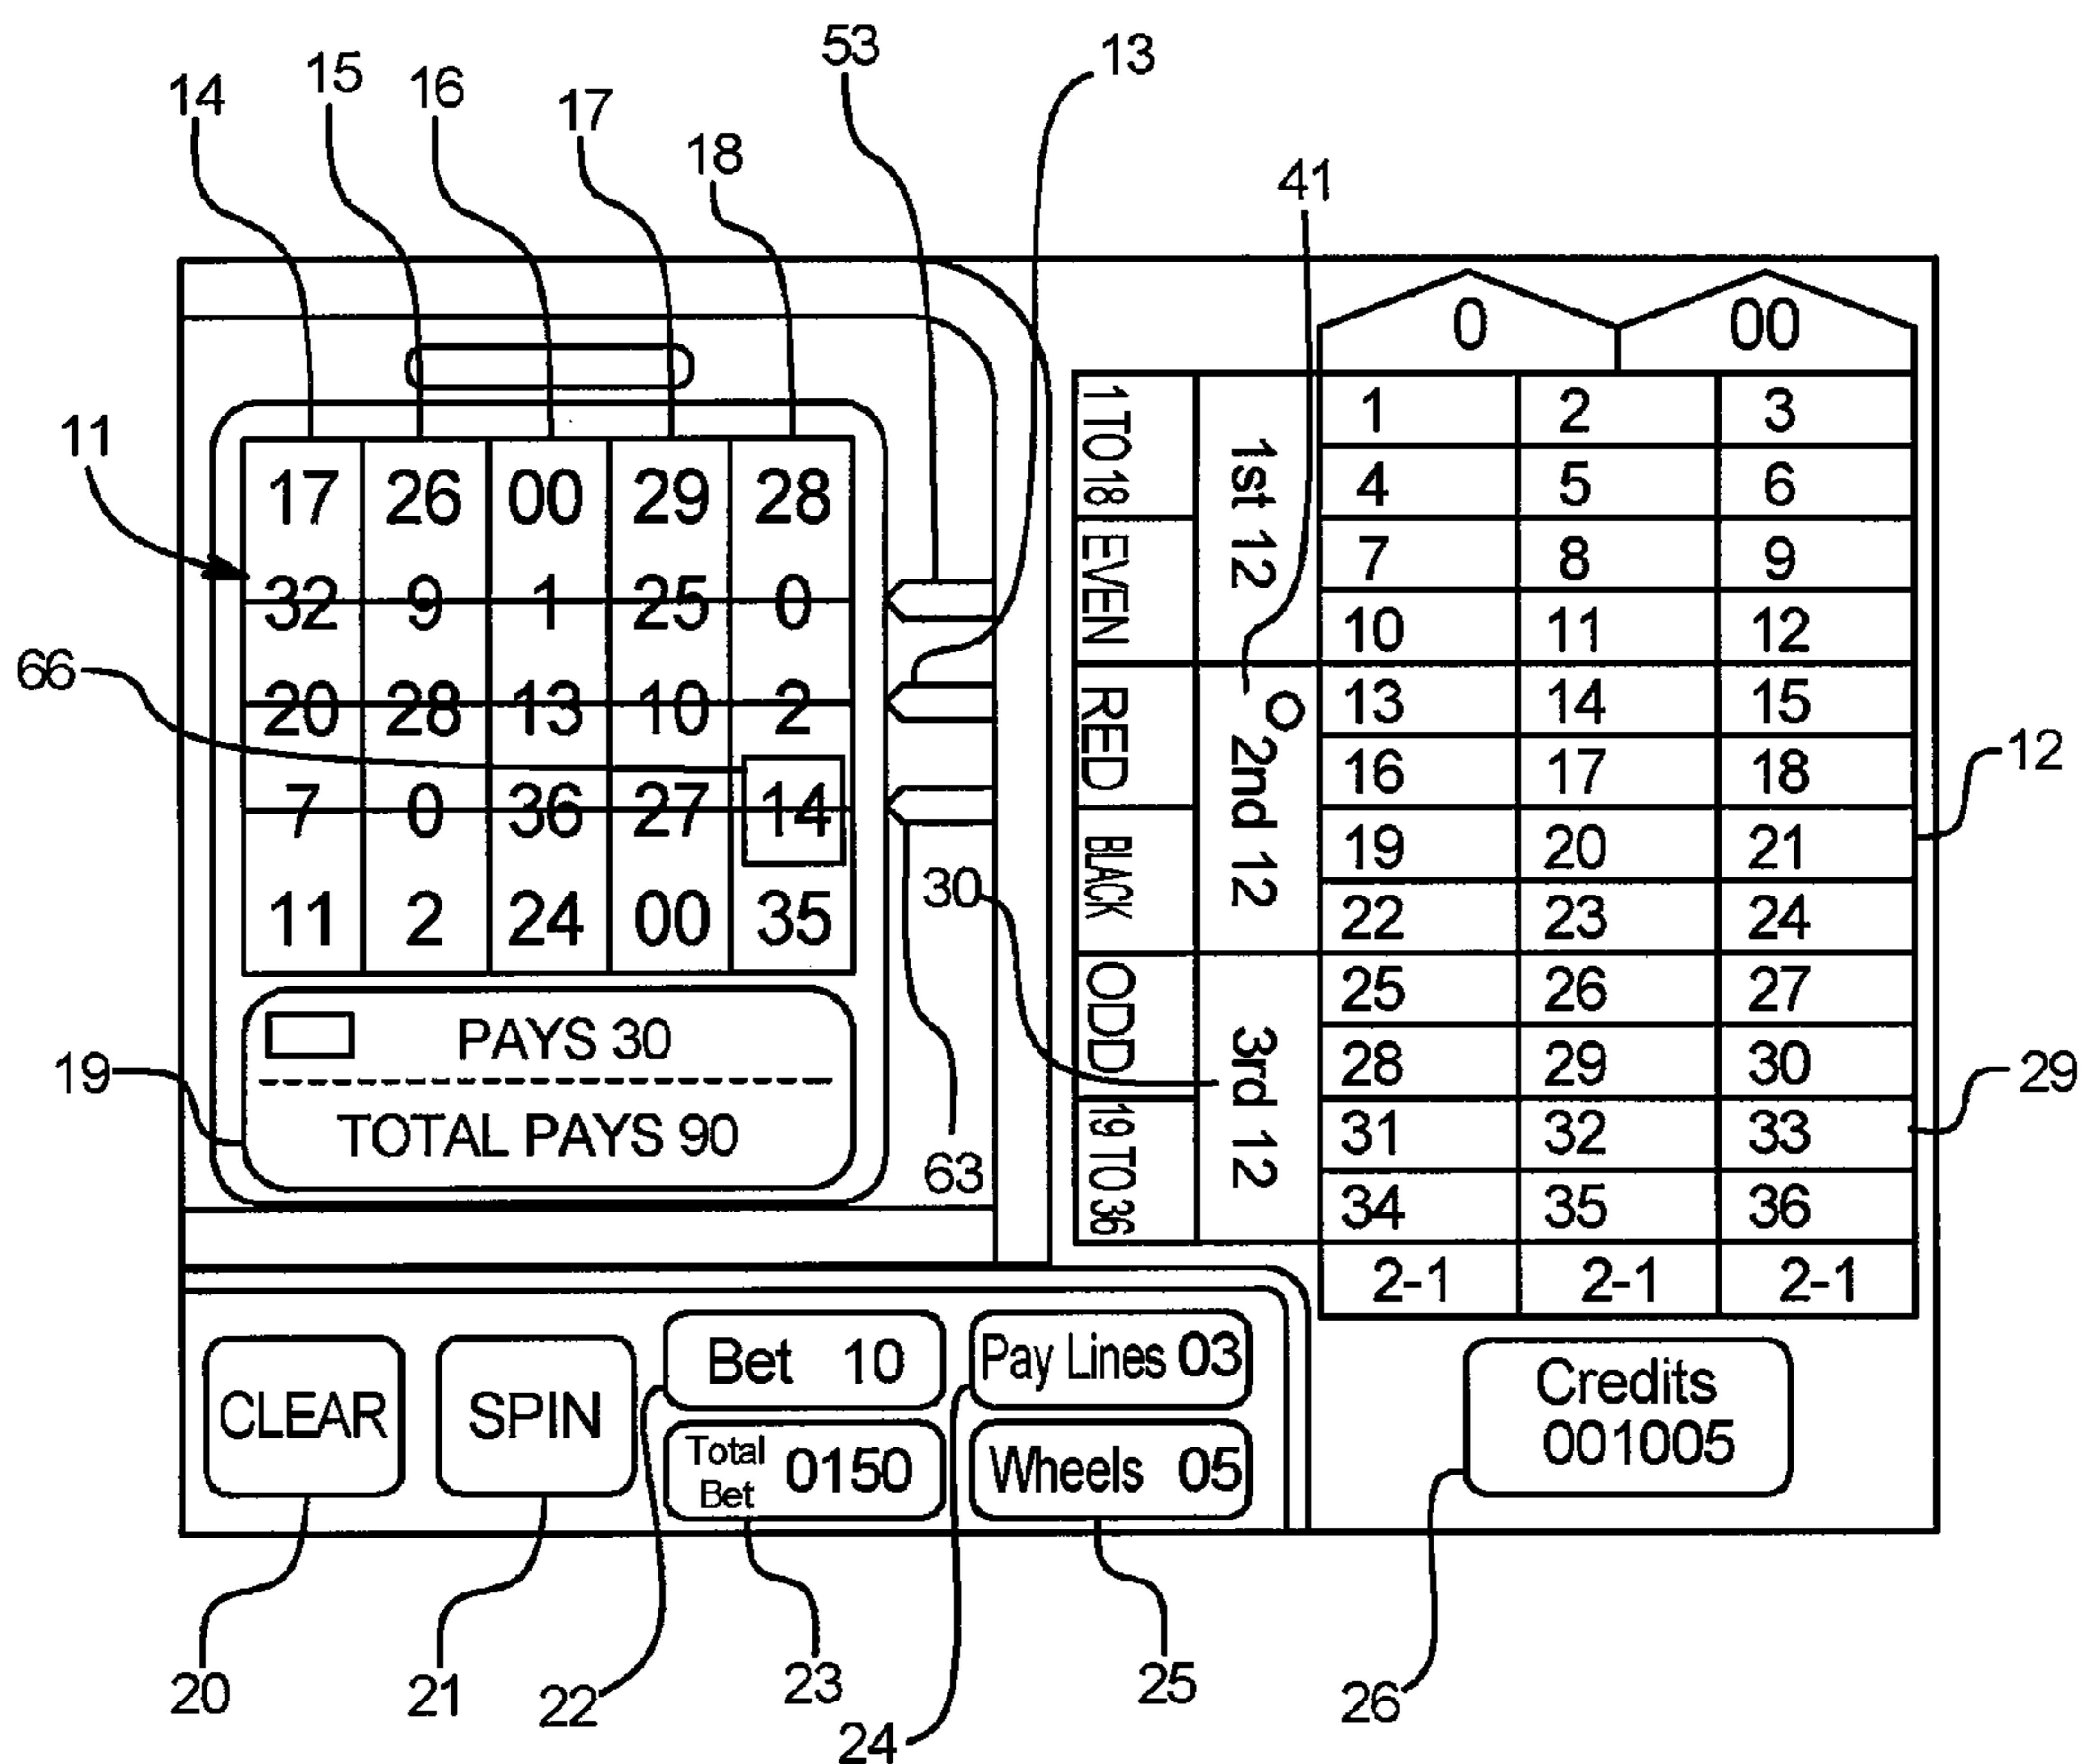 53
13
14
15
16
17
18
41
11
66
17 26 00 29 28
32 9 1 25 0
20 28 13 10 2
7 0 36 27 14
11 2 24 00 35
PAYS 30
TOTAL PAYS 90
19
63
30
0 00
1 2 3
4 5 6
7 8 9
10 11 12
13 14 15
16 17 18
19 20 21
22 23 24
25 26 27
28 29 30
31 32 33
34 35 36
2-1 2-1 2-1
1st 12
2nd 12
3rd 12
1 TO 18
EVEN
RED
BLACK
ODD
19 TO 36
12
29
CLEAR
SPIN
Bet 10
Total
Bet 0150
Pay Lines 03
Wheels 05
Credits
001005
20
21
22
23
24
25
26